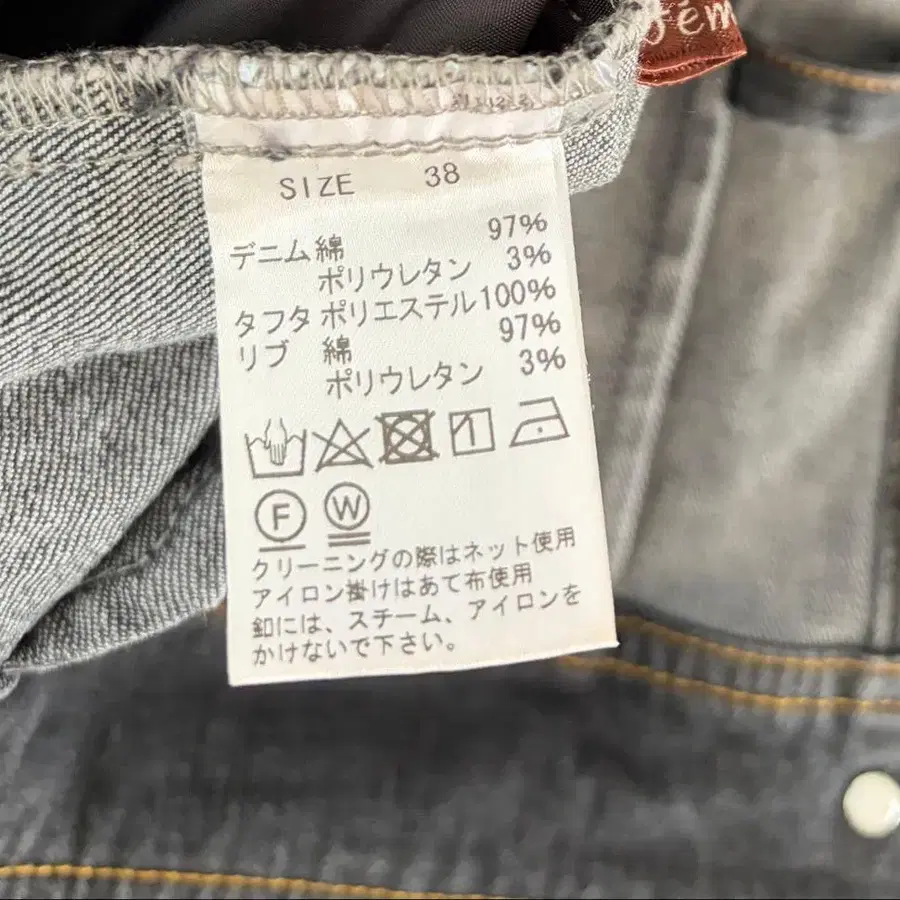 fém
SIZE 38
97%
デニム 綿
ポリウレタン 3%
タフタ ポリエステル 100%
リブ 綿 97%
ポリウレタン 3%
F W
クリーニングの際はネット使用
アイロン掛けはあて布使用
釦には、スチーム、アイロンを
かけないで下さい。